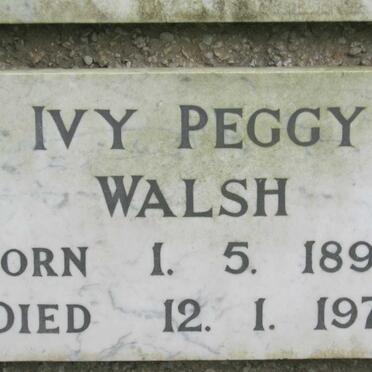 IVY PEGGY
WALSH
ORN 1. 5. 189
DIED 12. 1. 197